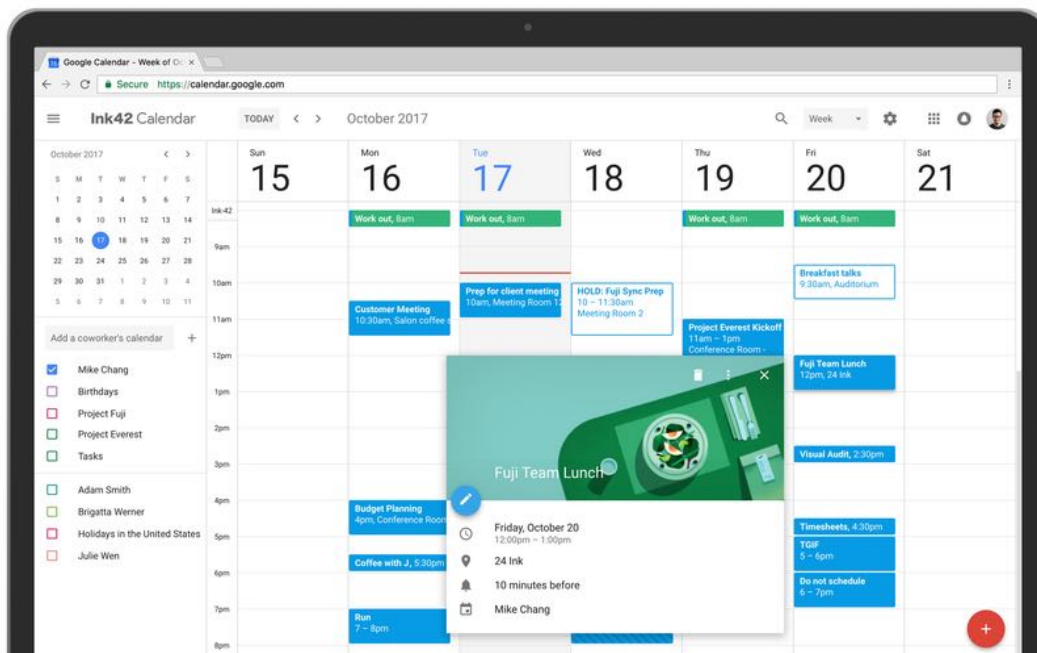 Google Calendar - Week of Oc
Secure https://calendar.google.com
Ink42 Calendar
TODAY
October 2017
Week
October 2017
S M T W T F S
1 2 3 4 5 6 7
8 9 10 11 12 13 14
15 16 17 18 19 20 21
22 23 24 25 26 27 28
29 30 31 1 2 3 4
5 6 7 8 9 10 11
Add a coworker's calendar
Mike Chang
Birthdays
Project Fuji
Project Everest
Tasks
Adam Smith
Brigatta Werner
Holidays in the United States
Julie Wen
Sun
15
Mon
16
Tue
17
Wed
18
Thu
19
Fri
20
Sat
21
Ink-42
9am
10am
11am
12pm
1pm
2pm
3pm
4pm
5pm
6pm
7pm
8pm
Work out, 8am
Customer Meeting
10:30am, Salon coffee
Budget Planning
4pm, Conference Room
Coffee with J, 5:30pm
Run
7 – 8pm
Work out, 8am
Prep for client meeting
10am, Meeting Room 12
HOLD: Fuji Sync Prep
10 – 11:30am
Meeting Room 2
Work out, 8am
Project Everest Kickoff
11am – 1pm
Conference Room -
Work out, 8am
Breakfast talks
9:30am, Auditorium
Fuji Team Lunch
12pm, 24 Ink
Visual Audit, 2:30pm
Timesheets, 4:30pm
TGIF
5 – 6pm
Do not schedule
6 – 7pm
Fuji Team Lunch
Friday, October 20
12:00pm – 1:00pm
24 Ink
10 minutes before
Mike Chang